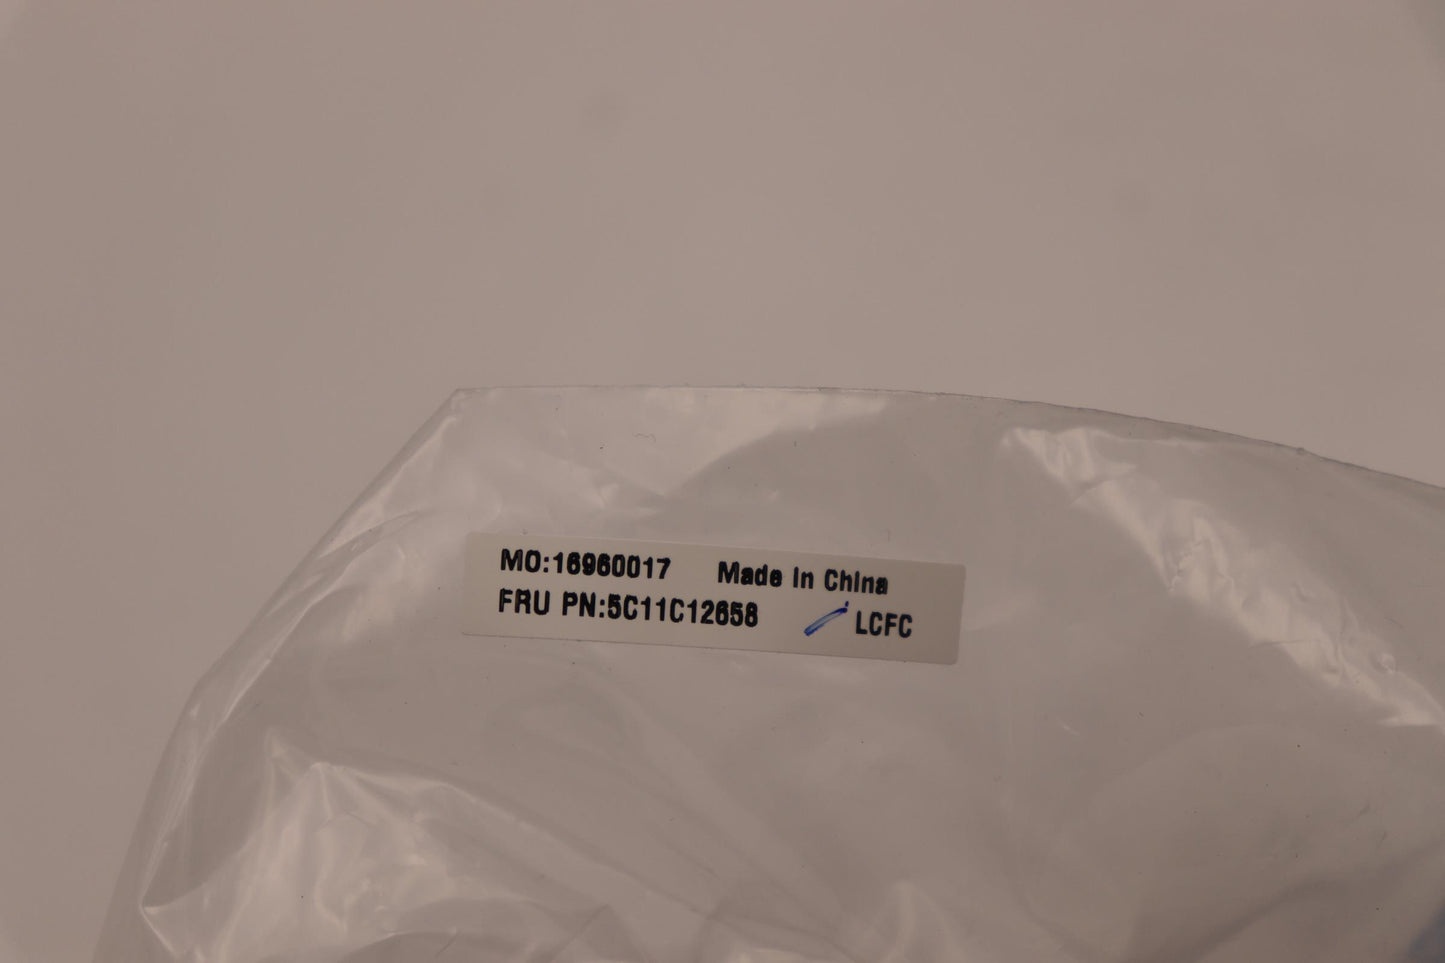 MO:16960017 Made In China
FRU PN:5C11C12658 LCFC